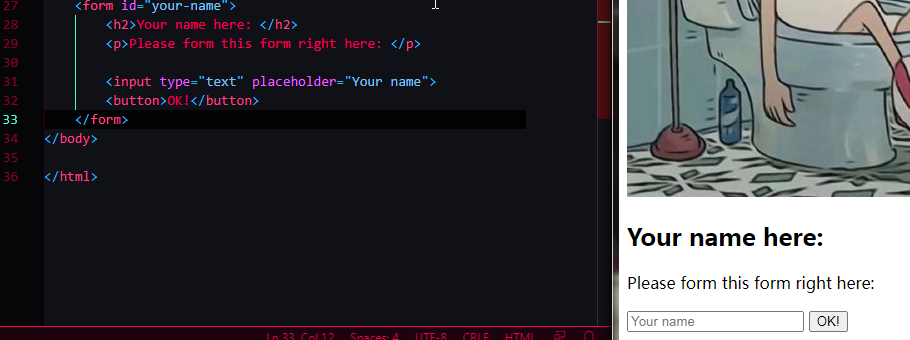 27 <form id="your-name">
28 <h2>Your name here: </h2>
29 <p>Please form this form right here: </p>
30
31 <input type="text" placeholder="Your name">
32 <button>OK!</button>
33 </form>
34 </body>
35
36 </html>
Ln 33, Col 12 Spaces: 4 UTF-8 CRLF HTML
Your name here:
Please form this form right here:
Your name OK!